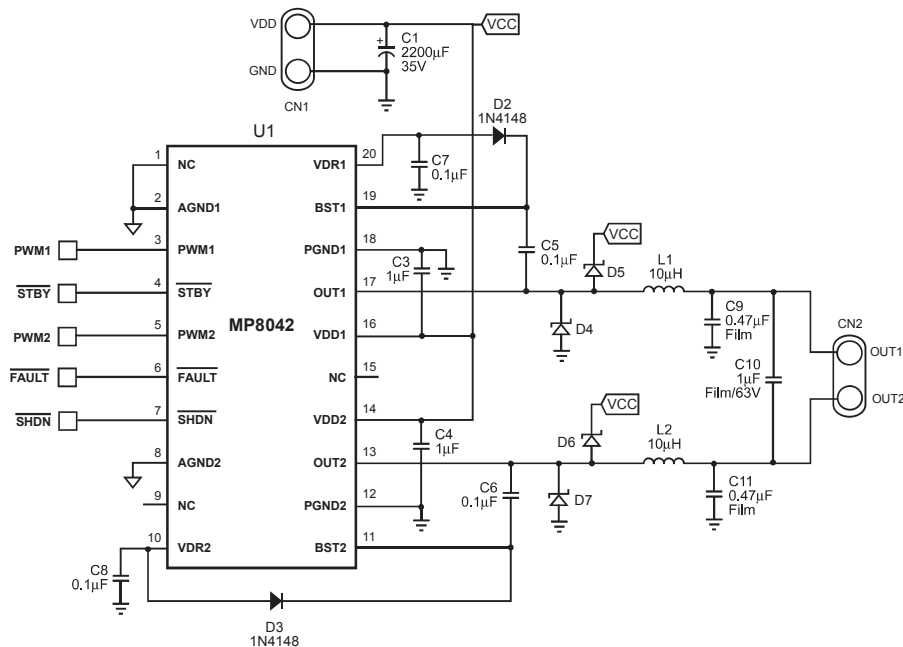 VDD
GND
CN1
+
C1
2200µF
35V
VCC
D2
1N4148
U1
C7
0.1µF
MP8042
1
NC
2
AGND1
3
PWM1
PWM1
4
STBY
STBY
5
PWM2
PWM2
6
FAULT
FAULT
7
SHDN
SHDN
8
AGND2
9
NC
10
VDR2
20
VDR1
19
BST1
18
PGND1
17
OUT1
16
VDD1
15
NC
14
VDD2
13
OUT2
12
PGND2
11
BST2
C3
1µF
C4
1µF
C5
0.1µF
C6
0.1µF
VCC
D5
D4
L1
10µH
C9
0.47µF
Film
C10
1µF
Film/63V
CN2
OUT1
OUT2
VCC
D6
D7
L2
10µH
C11
0.47µF
Film
C8
0.1µF
D3
1N4148